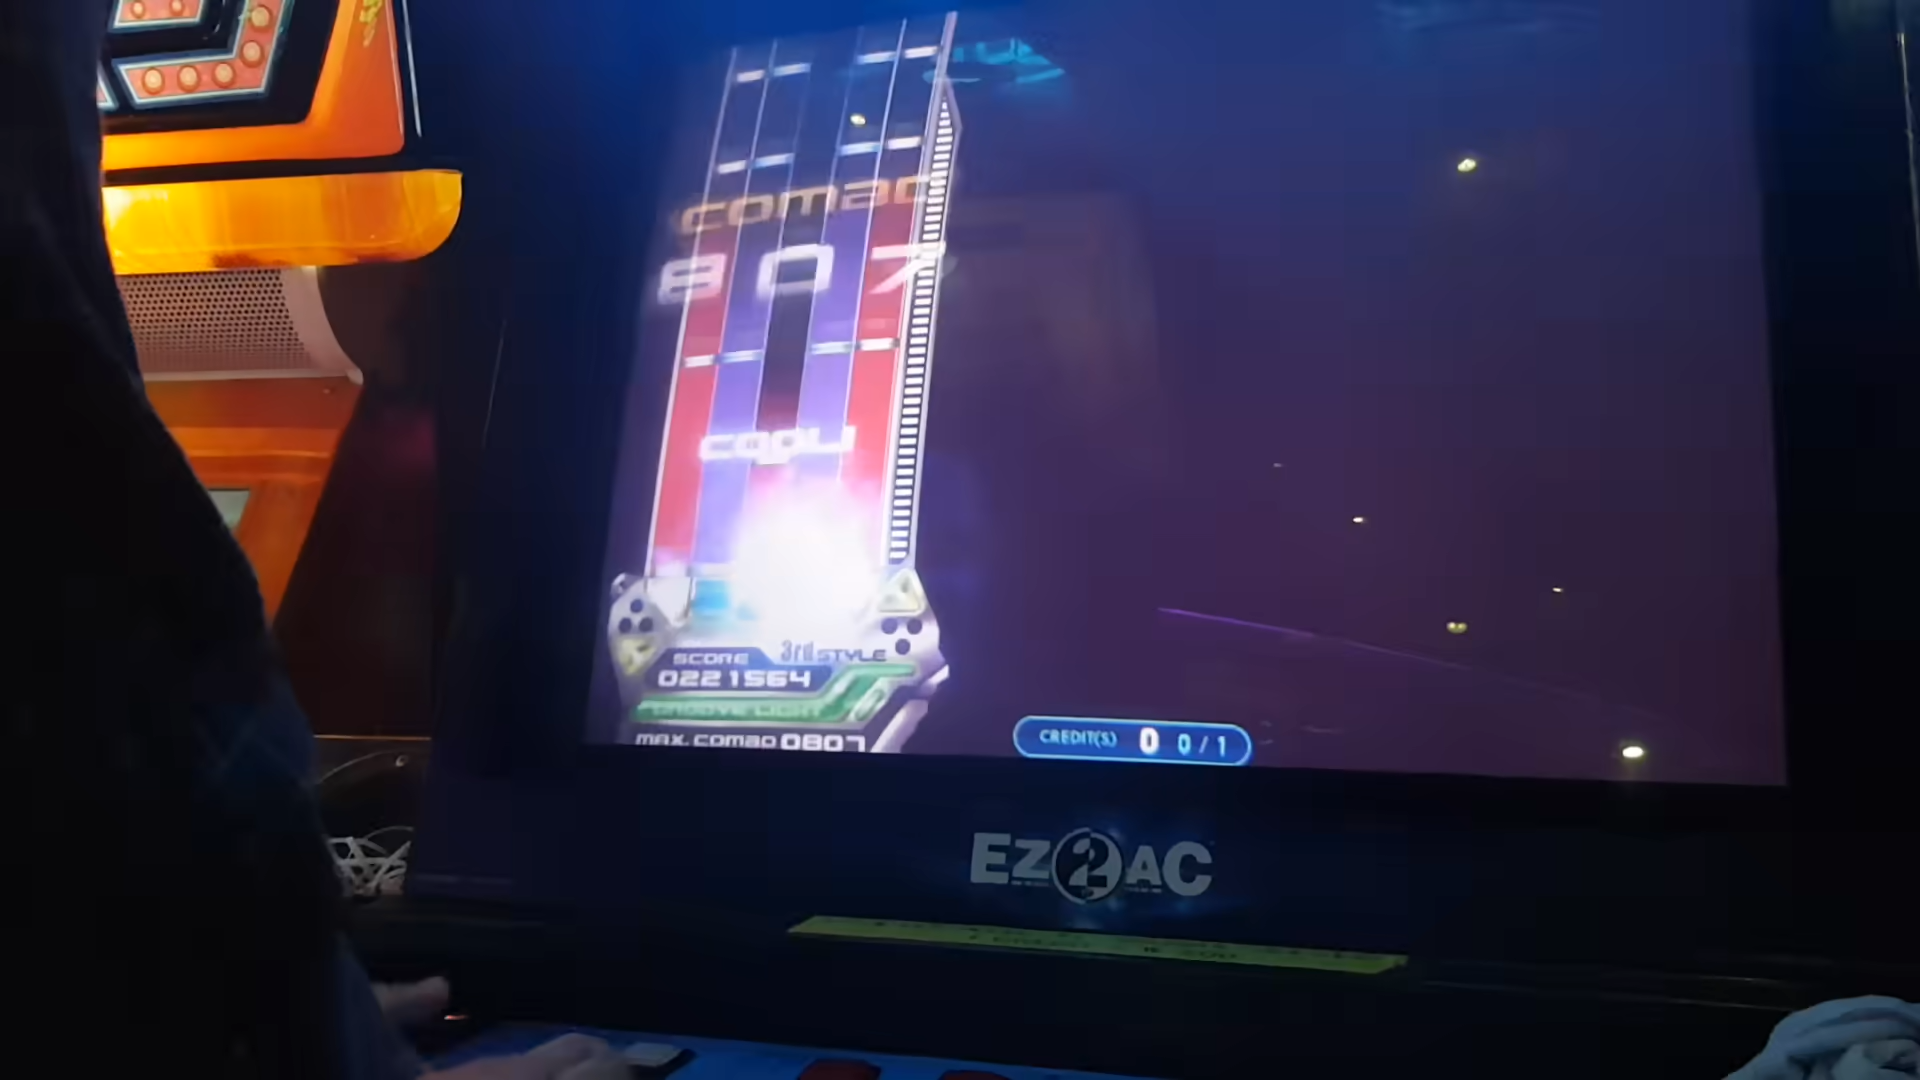 COMBO
807
COOL!
3rd STYLE
SCORE
0221564
MAX. COMBO 0807
CREDIT(S) 0 0/1
EZ2AC